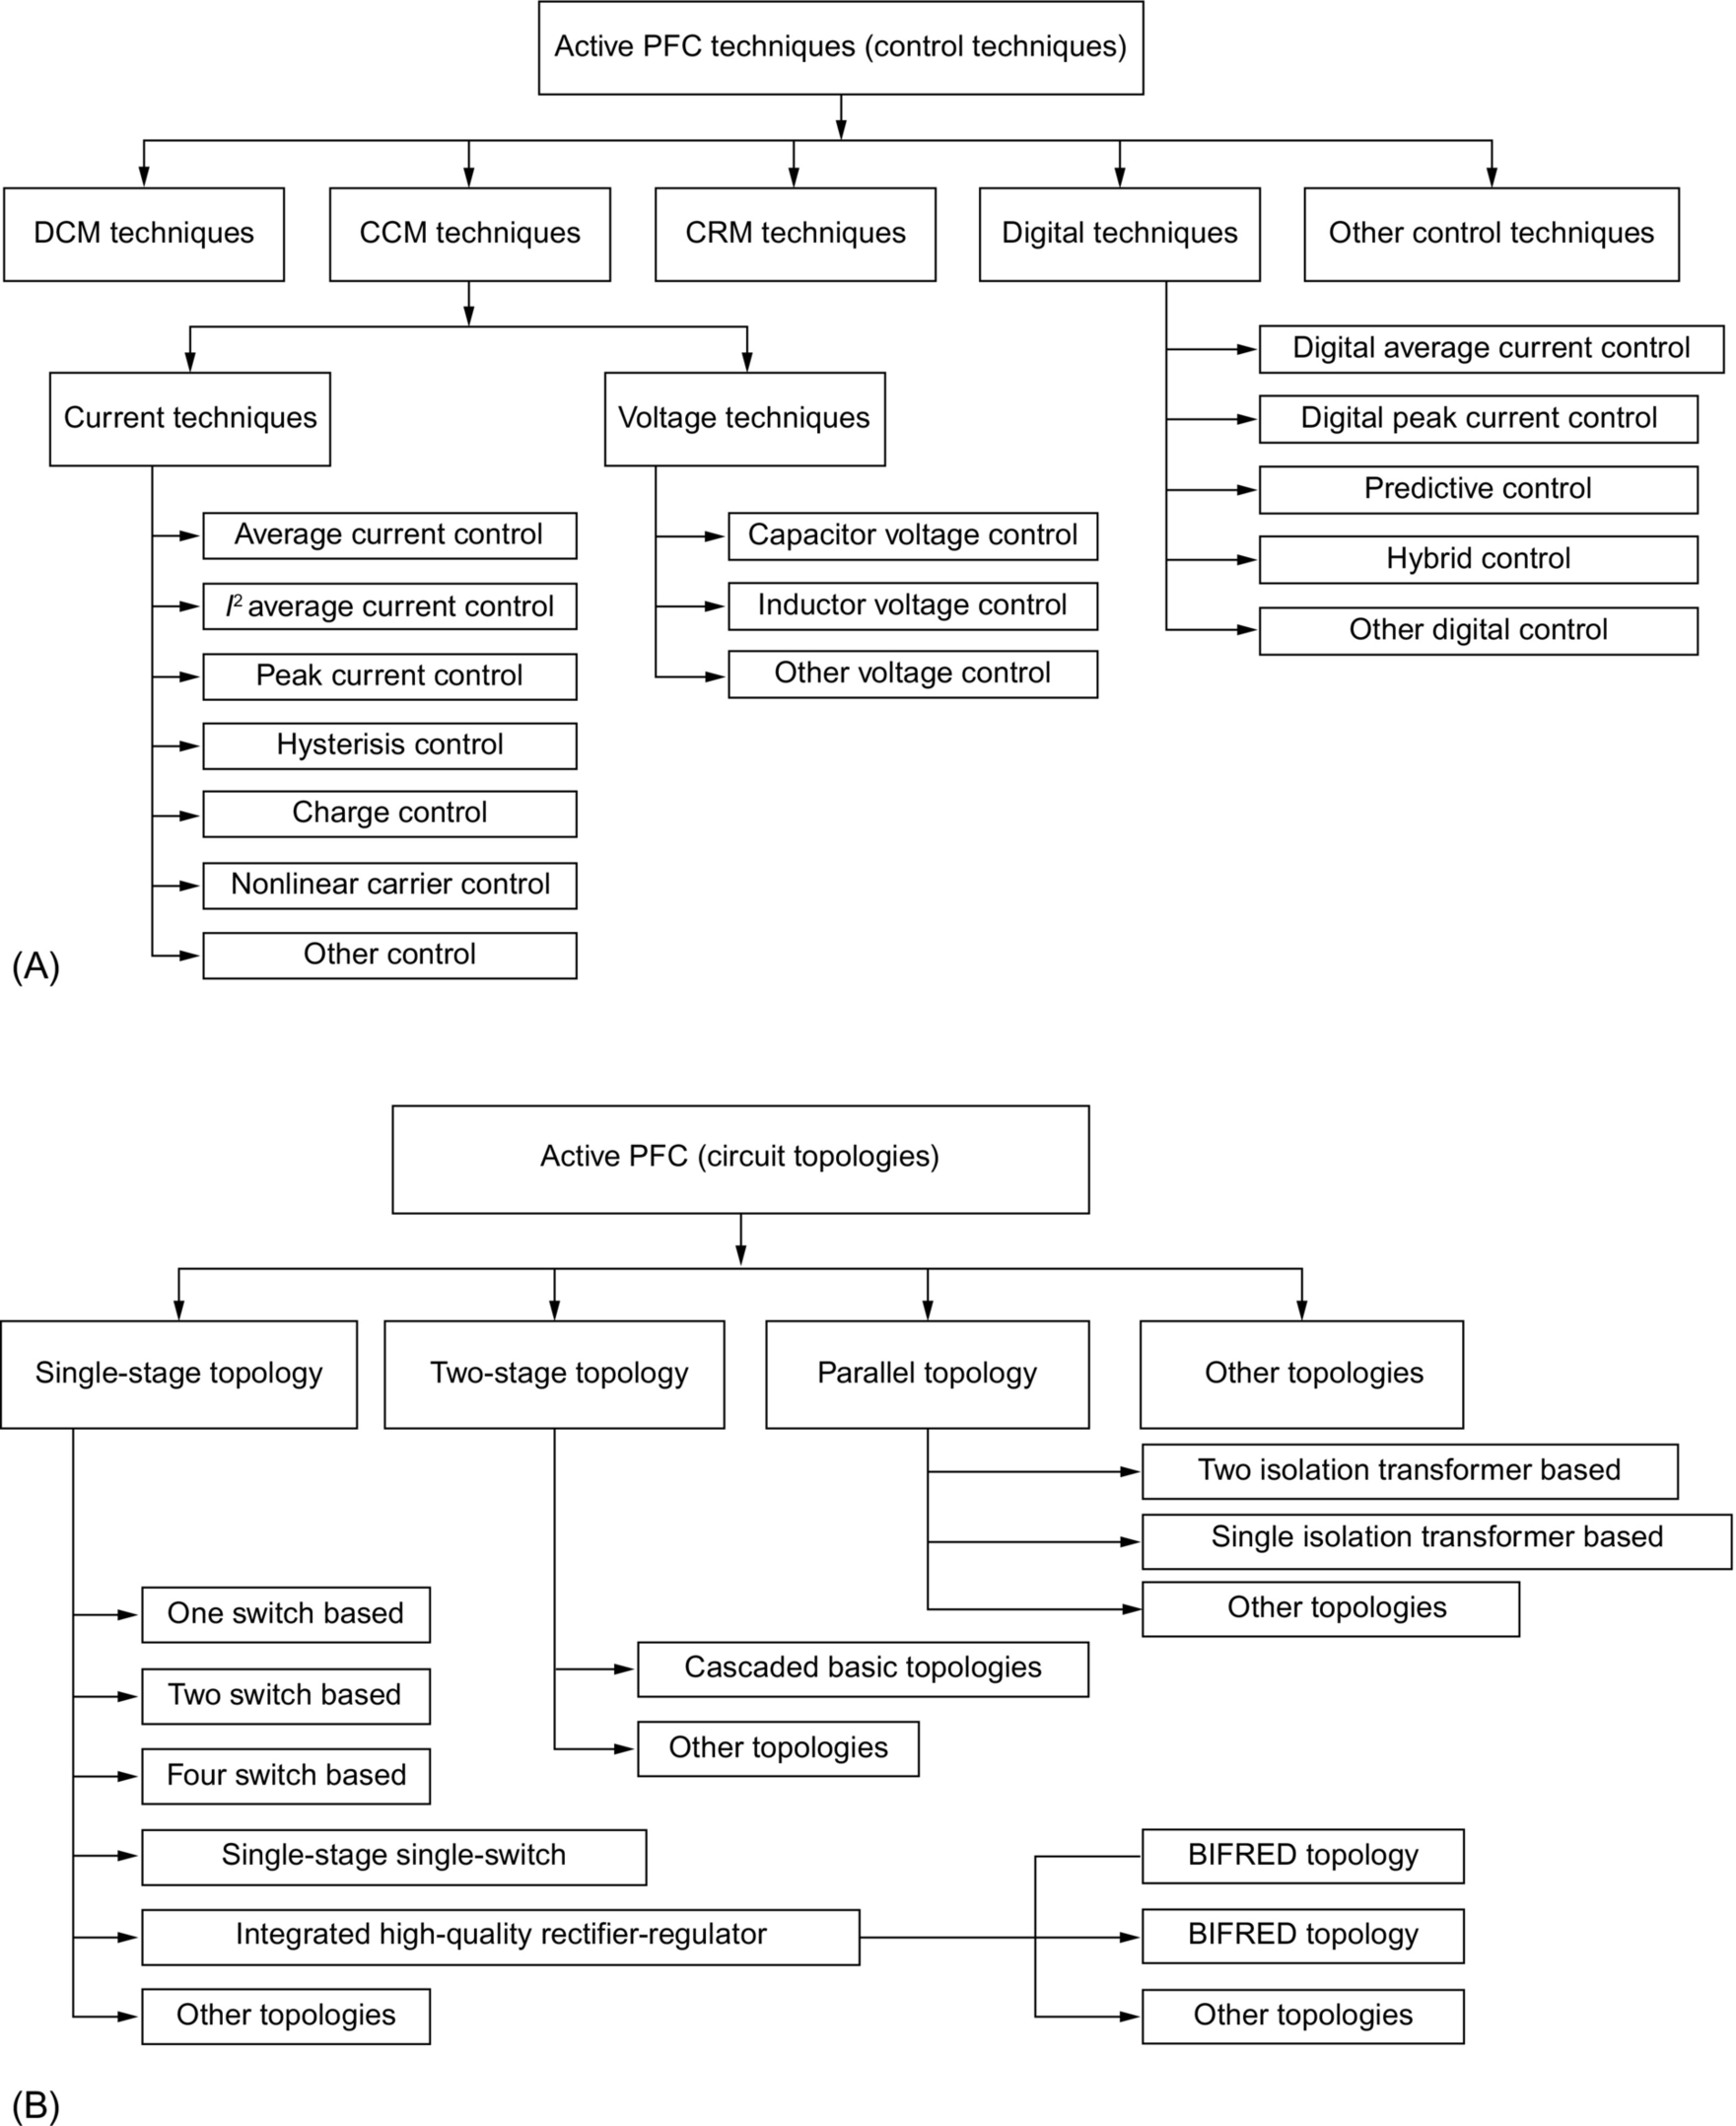 Active PFC techniques (control techniques)
DCM techniques
CCM techniques
CRM techniques
Digital techniques
Other control techniques
Current techniques
Average current control
I² average current control
Peak current control
Hysterisis control
Charge control
Nonlinear carrier control
Other control
Voltage techniques
Capacitor voltage control
Inductor voltage control
Other voltage control
Digital average current control
Digital peak current control
Predictive control
Hybrid control
Other digital control
(A)
Active PFC (circuit topologies)
Single-stage topology
Two-stage topology
Parallel topology
Other topologies
Two isolation transformer based
Single isolation transformer based
Other topologies
Cascaded basic topologies
Other topologies
One switch based
Two switch based
Four switch based
Single-stage single-switch
Integrated high-quality rectifier-regulator
Other topologies
BIFRED topology
BIFRED topology
Other topologies
(B)